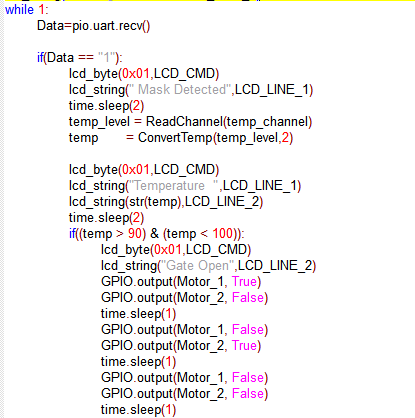 while 1:
Data=pio.uart.recv()
if(Data == "1"):
lcd_byte(0x01,LCD_CMD)
lcd_string(" Mask Detected",LCD_LINE_1)
time.sleep(2)
temp_level = ReadChannel(temp_channel)
temp = ConvertTemp(temp_level,2)
lcd_byte(0x01,LCD_CMD)
lcd_string("Temperature ",LCD_LINE_1)
lcd_string(str(temp),LCD_LINE_2)
time.sleep(2)
if((temp > 90) & (temp < 100)):
lcd_byte(0x01,LCD_CMD)
lcd_string("Gate Open",LCD_LINE_2)
GPIO.output(Motor_1, True)
GPIO.output(Motor_2, False)
time.sleep(1)
GPIO.output(Motor_1, False)
GPIO.output(Motor_2, True)
time.sleep(1)
GPIO.output(Motor_1, False)
GPIO.output(Motor_2, False)
time.sleep(1)